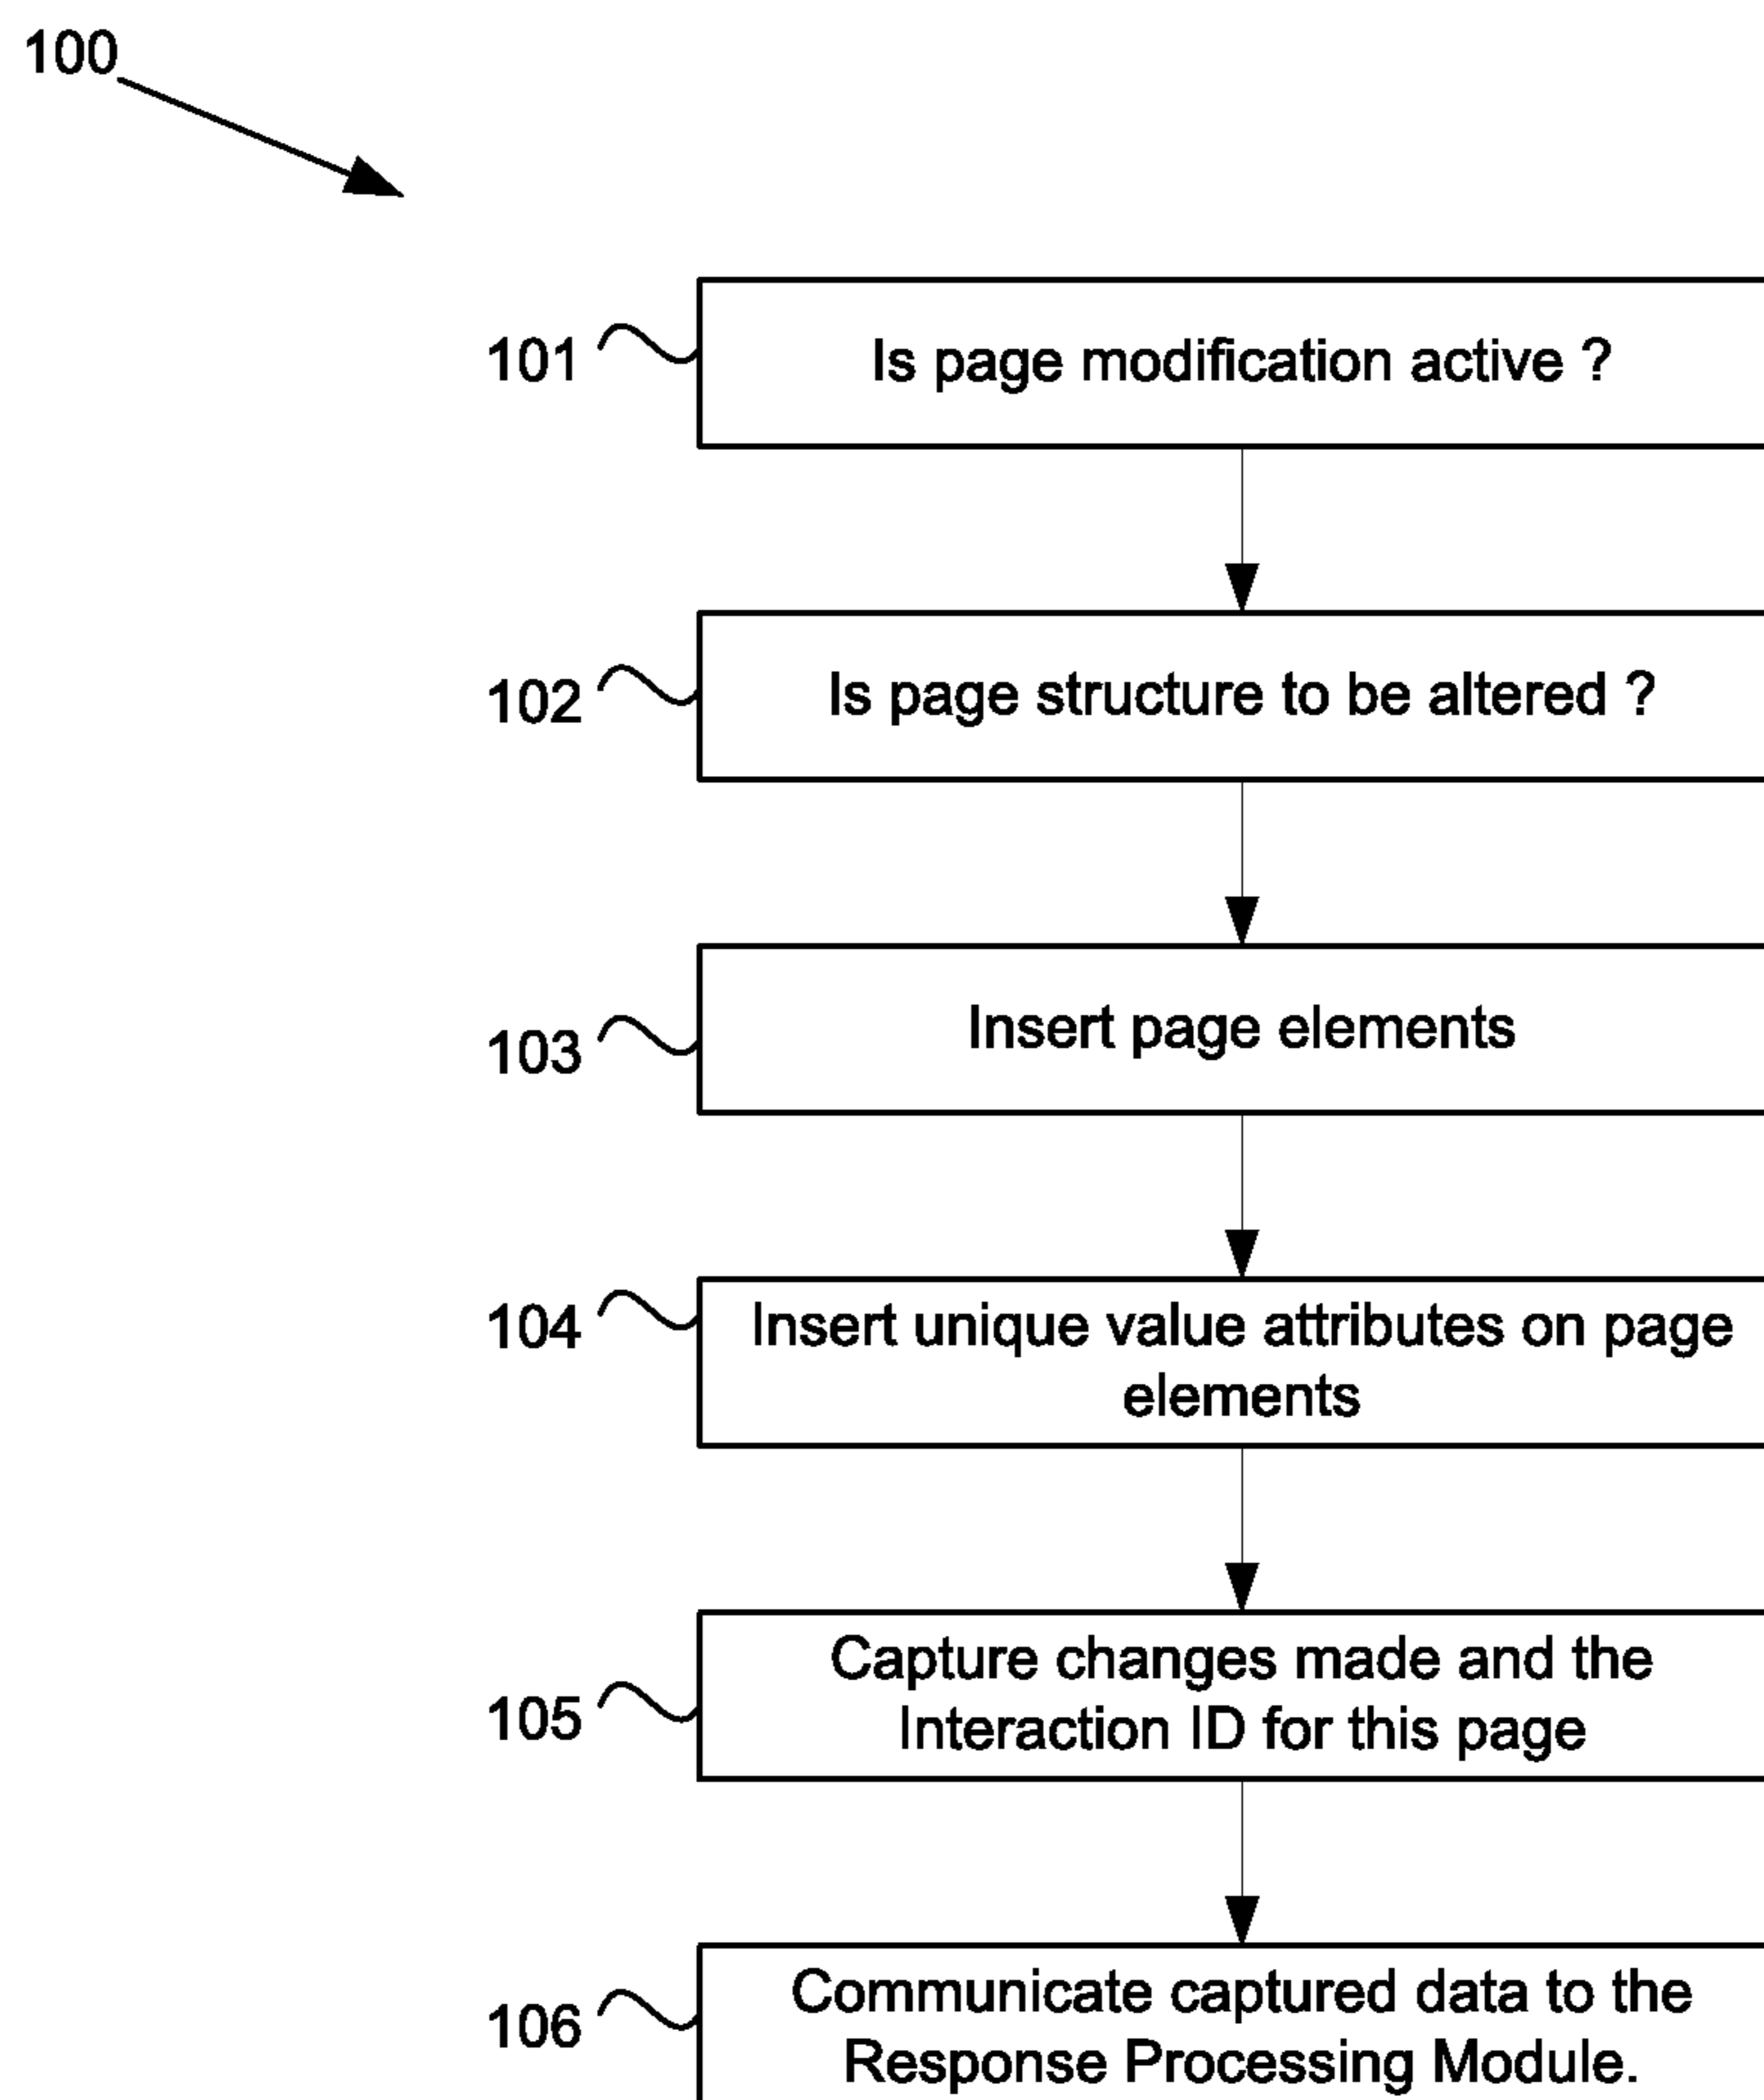 100
101
Is page modification active ?
102
Is page structure to be altered ?
103
Insert page elements
104
Insert unique value attributes on page
elements
105
Capture changes made and the
Interaction ID for this page
106
Communicate captured data to the
Response Processing Module.